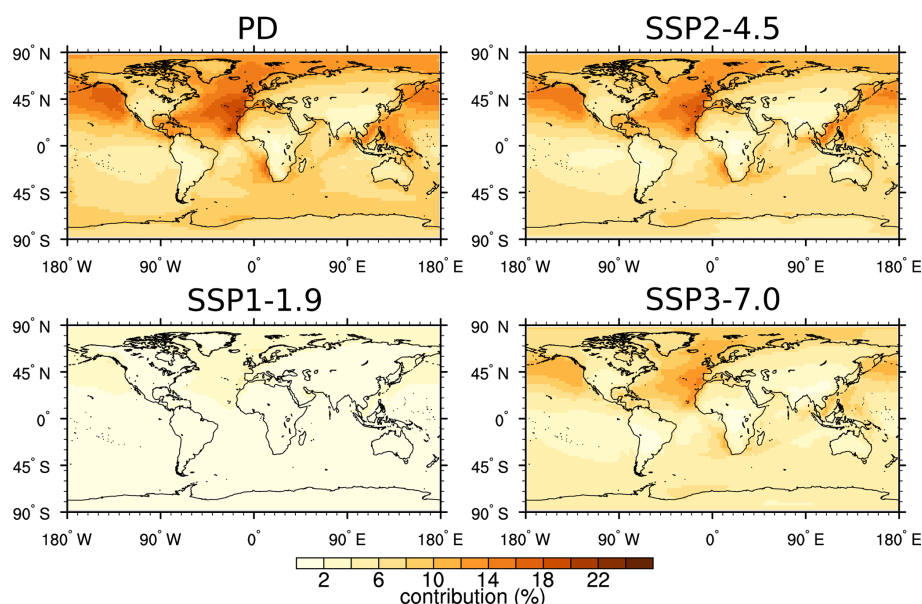 PD SSP2-4.5
90° N 90° N
45° N 45° N
0° 0°
45° S 45° S
90° S 90° S
180° W 90° W 0° 90° E 180° E 180° W 90° W 0° 90° E 180° E
SSP1-1.9 SSP3-7.0
90° N 90° N
45° N 45° N
0° 0°
45° S 45° S
90° S 90° S
180° W 90° W 0° 90° E 180° E 180° W 90° W 0° 90° E 180° E
2 6 10 14 18 22
contribution (%)